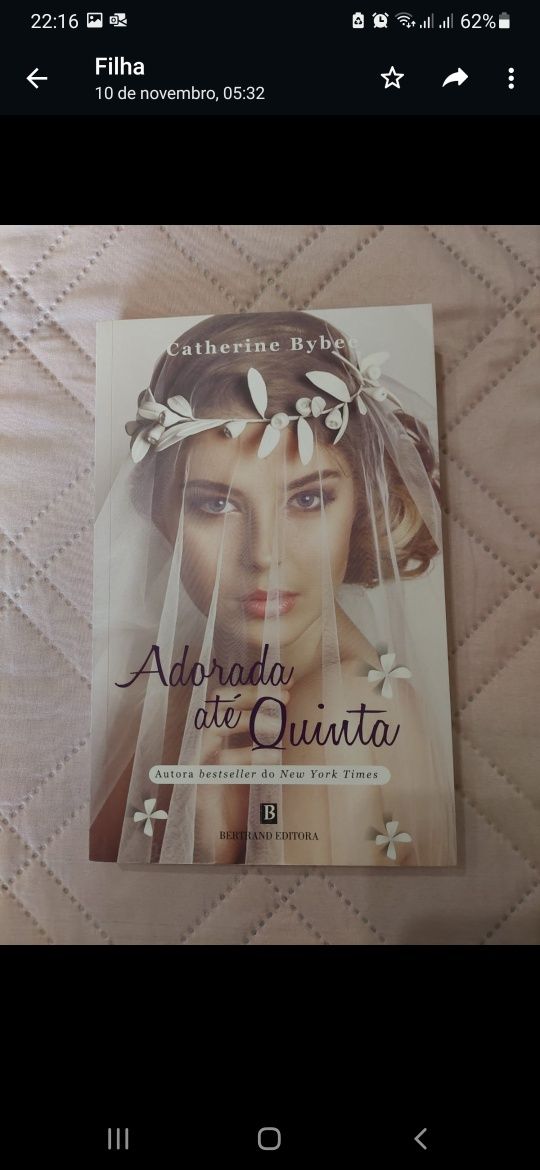 22:16
62%
Filha
10 de novembro, 05:32
Catherine Bybee
Adorada
até Quinta
Autora bestseller do New York Times
B
BERTRAND EDITORA